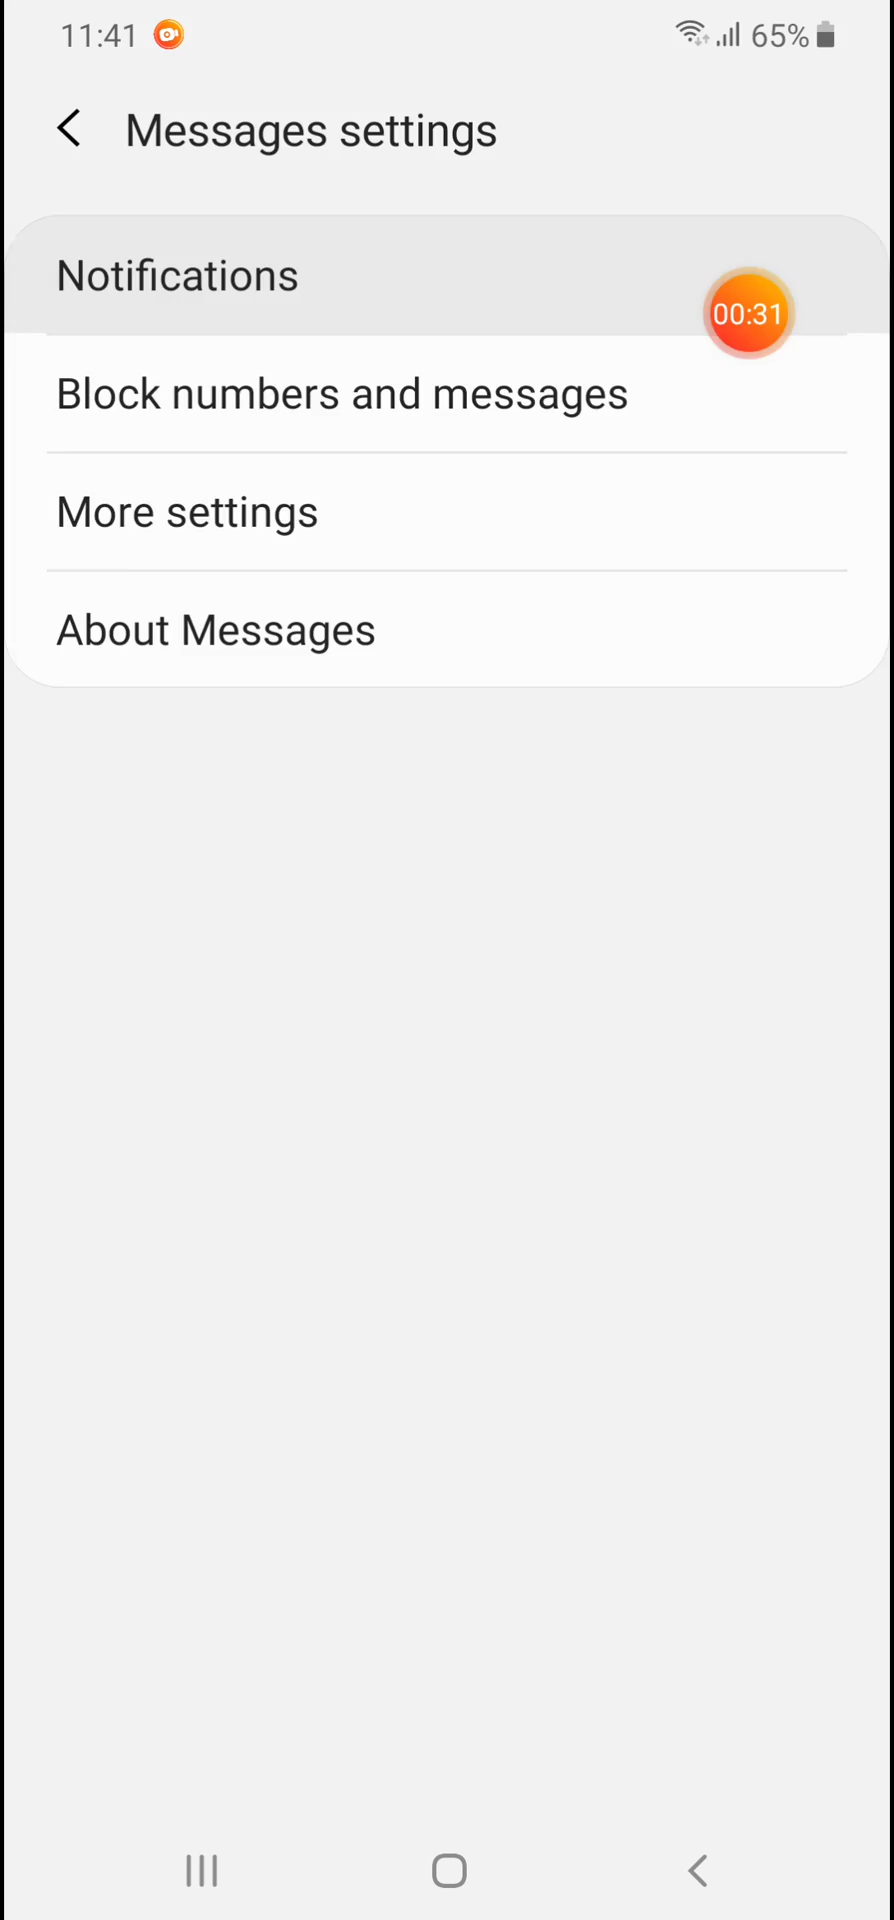 11:41 65%
Messages settings
Notifications
00:31
Block numbers and messages
More settings
About Messages